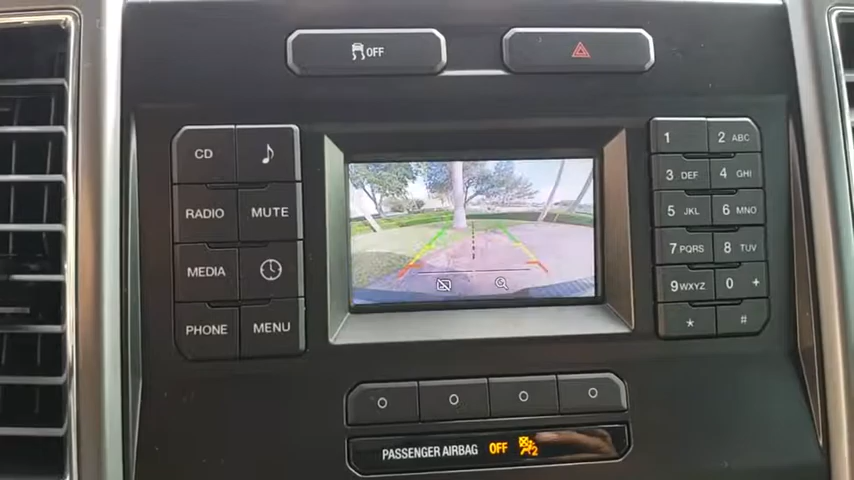 OFF
CD
RADIO MUTE
MEDIA
PHONE MENU
1 2 ABC
3 DEF 4 GHI
5 JKL 6 MNO
7 PQRS 8 TUV
9 WXYZ 0 +
* #
PASSENGER AIRBAG OFF 2